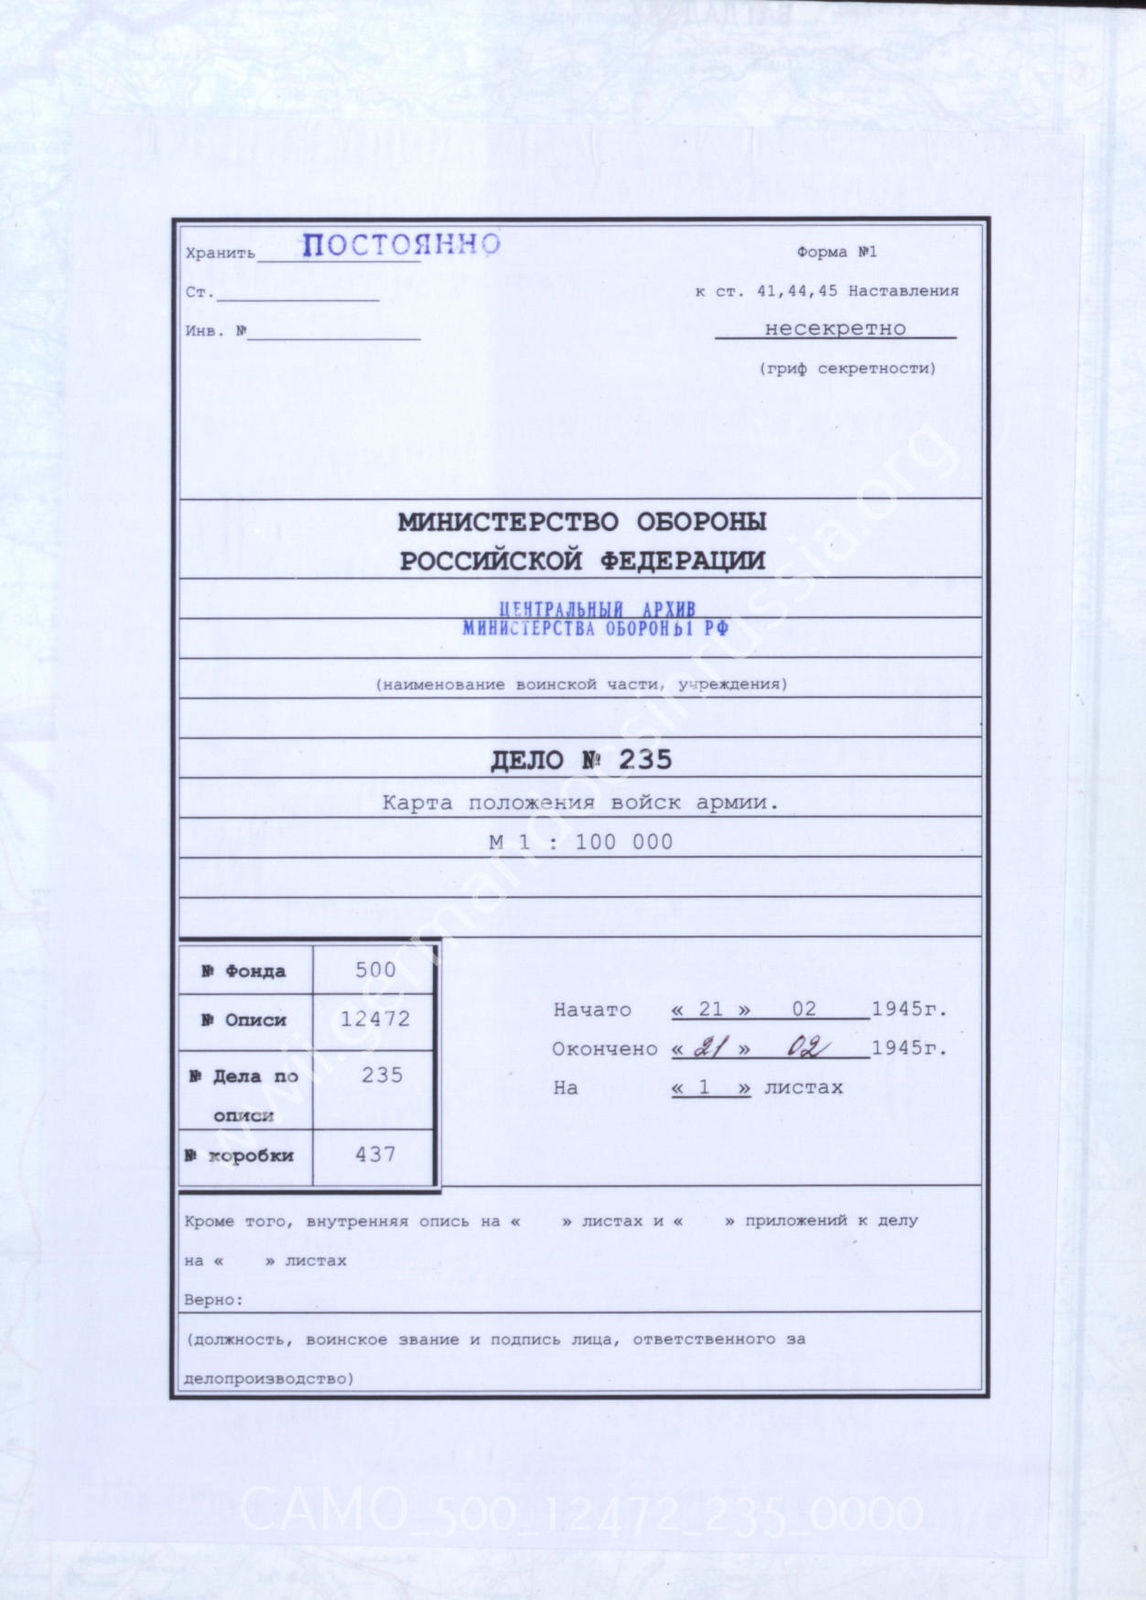 Хранить ПОСТОЯННО
Форма №1
Ст.
к ст. 41,44,45 Наставления
Инв. №
несекретно
(гриф секретности)
МИНИСТЕРСТВО ОБОРОНЫ
РОССИЙСКОЙ ФЕДЕРАЦИИ
ЦЕНТРАЛЬНЫЙ АРХИВ
МИНИСТЕРСТВА ОБОРОНЫ РФ
(наименование воинской части, учреждения)
ДЕЛО № 235
Карта положения войск армии.
М 1 : 100 000
№ Фонда 500
№ Описи 12472
№ Дела по описи 235
№ коробки 437
Начато « 21 » 02 1945г.
Окончено « 21 » 02 1945г.
На « 1 » листах
Кроме того, внутренняя опись на « » листах и « » приложений к делу
на « » листах
Верно:
(должность, воинское звание и подпись лица, ответственного за
делопроизводство)
wwii.germandocsinrussia.org
CAMO_500_12472_235_0000